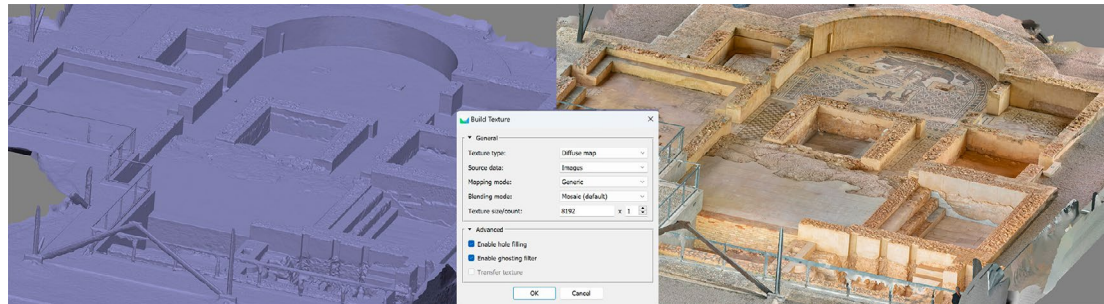 Build Texture
General
Texture type: Diffuse map
Source data: Images
Mapping mode: Generic
Blending mode: Mosaic (default)
Texture size/count: 8192 x 1
Advanced
Enable hole filling
Enable ghosting filter
Transfer texture
OK Cancel